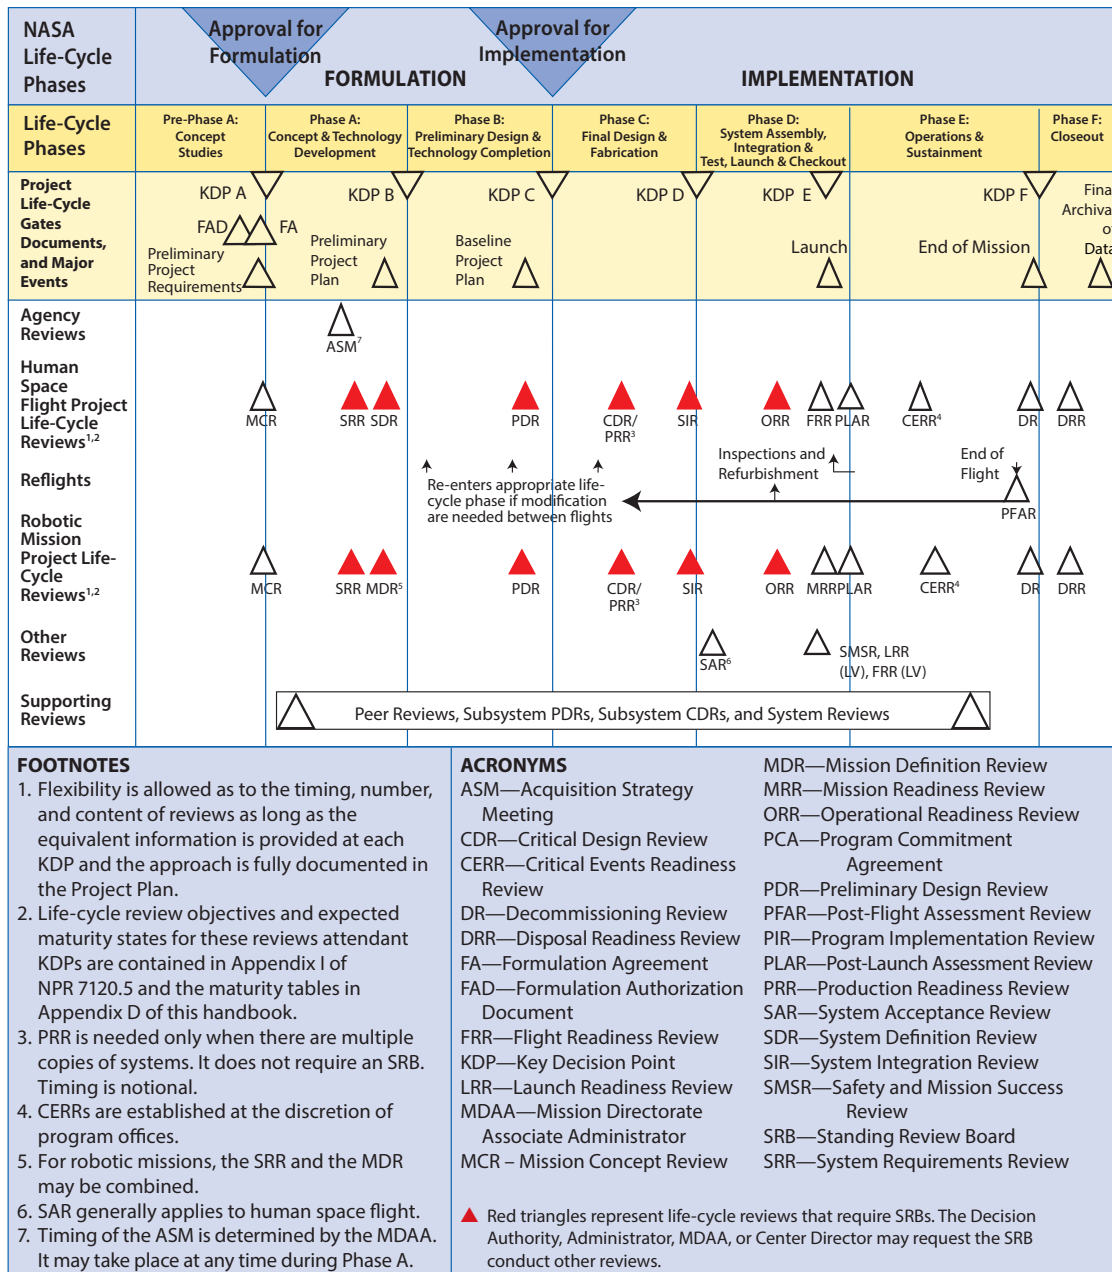 NASA
Life-Cycle
Phases
Approval for
Formulation
FORMULATION
Approval for
Implementation
IMPLEMENTATION
Life-Cycle
Phases
Pre-Phase A:
Concept
Studies
Phase A:
Concept & Technology
Development
Phase B:
Preliminary Design &
Technology Completion
Phase C:
Final Design &
Fabrication
Phase D:
System Assembly,
Integration &
Test, Launch & Checkout
Phase E:
Operations &
Sustainment
Phase F:
Closeout
Project
Life-Cycle
Gates
Documents,
and Major
Events
KDP A
KDP B
KDP C
KDP D
KDP E
KDP F
FAD
FA
Preliminary
Project
Requirements
Preliminary
Project
Plan
Baseline
Project
Plan
Launch
End of Mission
Fina
Archiva
of
Data
Agency
Reviews
ASM7
Human
Space
Flight Project
Life-Cycle
Reviews1,2
MCR
SRR
SDR
PDR
CDR/
PRR3
SIR
ORR
FRR
PLAR
CERR4
DR
DRR
Reflights
Re-enters appropriate life-
cycle phase if modification
are needed between flights
Inspections and
Refurbishment
End of
Flight
PFAR
Robotic
Mission
Project Life-
Cycle
Reviews1,2
MCR
SRR
MDR5
PDR
CDR/
PRR3
SIR
ORR
MRR
PLAR
CERR4
DR
DRR
Other
Reviews
SAR6
SMSR, LRR
(LV), FRR (LV)
Supporting
Reviews
Peer Reviews, Subsystem PDRs, Subsystem CDRs, and System Reviews
FOOTNOTES
1. Flexibility is allowed as to the timing, number,
and content of reviews as long as the
equivalent information is provided at each
KDP and the approach is fully documented in
the Project Plan.
2. Life-cycle review objectives and expected
maturity states for these reviews attendant
KDPs are contained in Appendix I of
NPR 7120.5 and the maturity tables in
Appendix D of this handbook.
3. PRR is needed only when there are multiple
copies of systems. It does not require an SRB.
Timing is notional.
4. CERRs are established at the discretion of
program offices.
5. For robotic missions, the SRR and the MDR
may be combined.
6. SAR generally applies to human space flight.
7. Timing of the ASM is determined by the MDAA.
It may take place at any time during Phase A.
ACRONYMS
ASM—Acquisition Strategy
Meeting
CDR—Critical Design Review
CERR—Critical Events Readiness
Review
DR—Decommissioning Review
DRR—Disposal Readiness Review
FA—Formulation Agreement
FAD—Formulation Authorization
Document
FRR—Flight Readiness Review
KDP—Key Decision Point
LRR—Launch Readiness Review
MDAA—Mission Directorate
Associate Administrator
MCR – Mission Concept Review
MDR—Mission Definition Review
MRR—Mission Readiness Review
ORR—Operational Readiness Review
PCA—Program Commitment
Agreement
PDR—Preliminary Design Review
PFAR—Post-Flight Assessment Review
PIR—Program Implementation Review
PLAR—Post-Launch Assessment Review
PRR—Production Readiness Review
SAR—System Acceptance Review
SDR—System Definition Review
SIR—System Integration Review
SMSR—Safety and Mission Success
Review
SRB—Standing Review Board
SRR—System Requirements Review
Red triangles represent life-cycle reviews that require SRBs. The Decision
Authority, Administrator, MDAA, or Center Director may request the SRB
conduct other reviews.